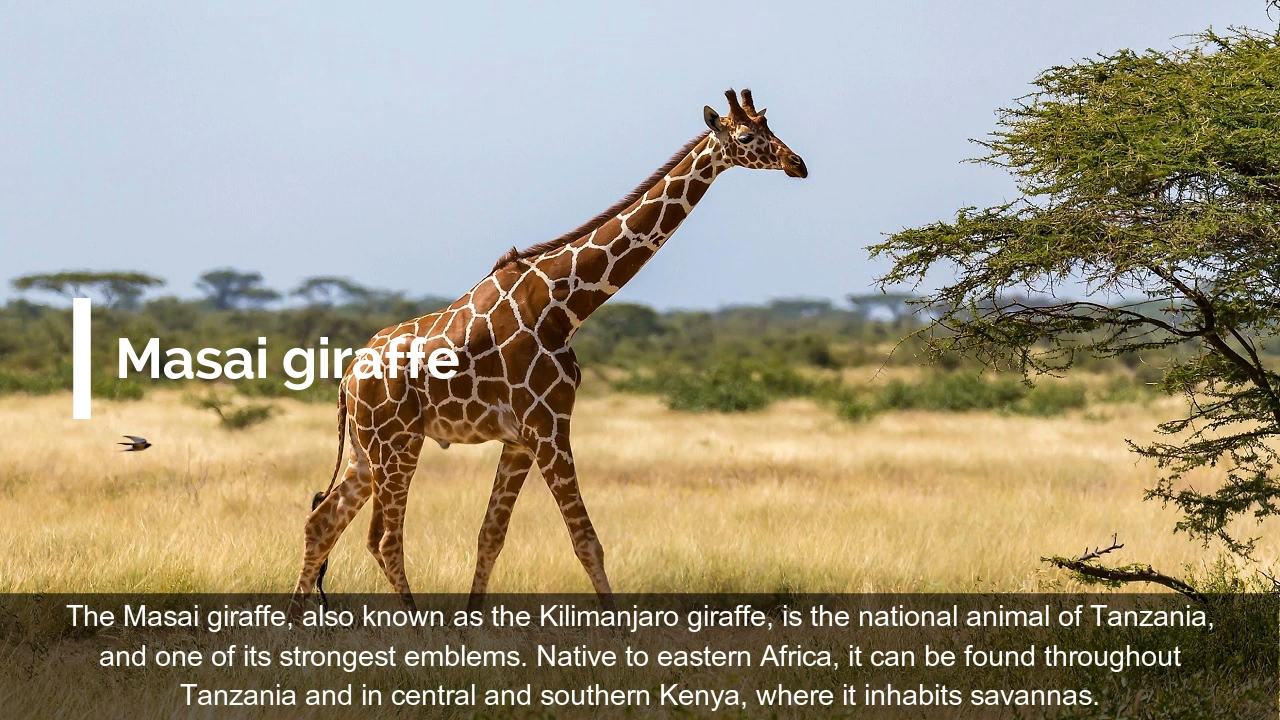 Masai giraffe
The Masai giraffe, also known as the Kilimanjaro giraffe, is the national animal of Tanzania,
and one of its strongest emblems. Native to eastern Africa, it can be found throughout
Tanzania and in central and southern Kenya, where it inhabits savannas.